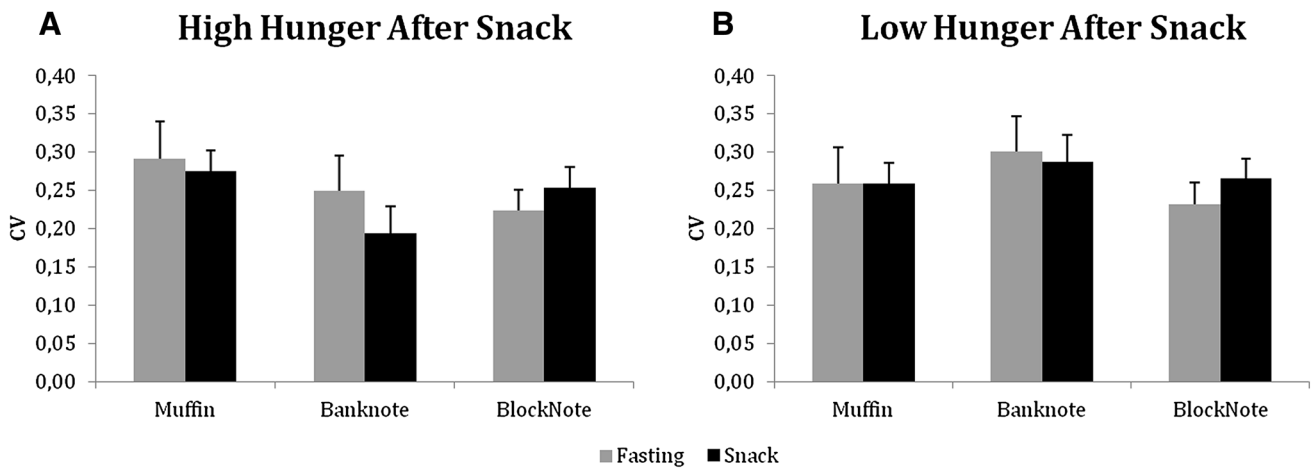 A High Hunger After Snack
0,40
0,35
0,30
0,25
0,20
0,15
0,10
0,05
0,00
CV
Muffin Banknote BlockNote
B Low Hunger After Snack
0,40
0,35
0,30
0,25
0,20
0,15
0,10
0,05
0,00
CV
Muffin Banknote BlockNote
Fasting Snack